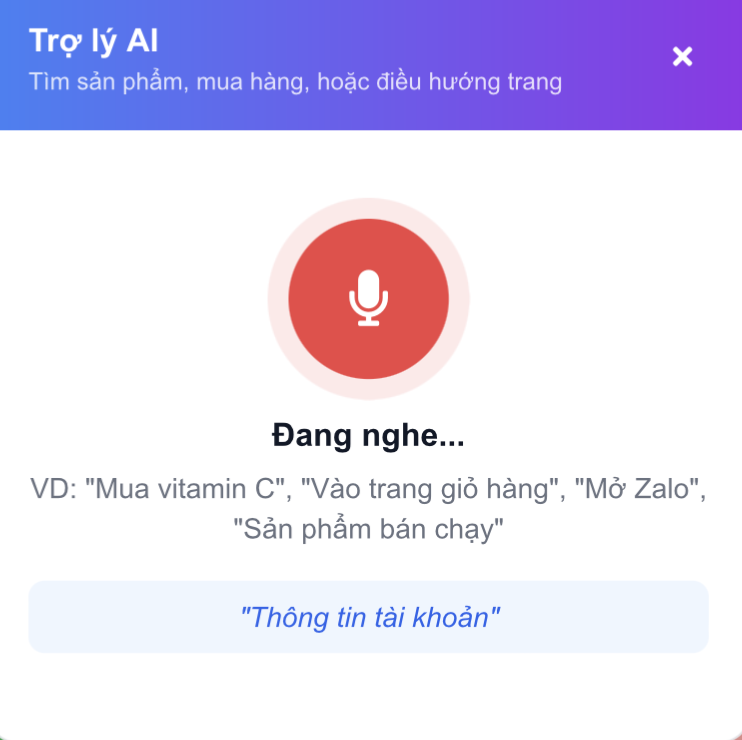 Trợ lý AI
Tìm sản phẩm, mua hàng, hoặc điều hướng trang
Đang nghe...
VD: "Mua vitamin C", "Vào trang giỏ hàng", "Mở Zalo",
"Sản phẩm bán chạy"
"Thông tin tài khoản"